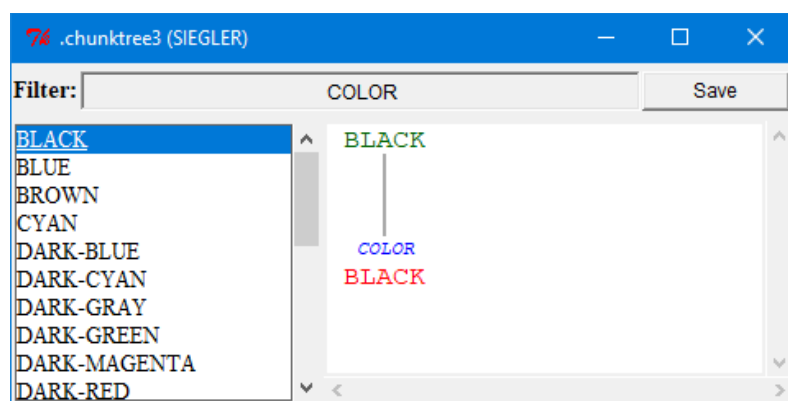 .chunktree3 (SIEGLER)
Filter: COLOR Save
BLACK
BLUE
BROWN
CYAN
DARK-BLUE
DARK-CYAN
DARK-GRAY
DARK-GREEN
DARK-MAGENTA
DARK-RED
BLACK
COLOR
BLACK